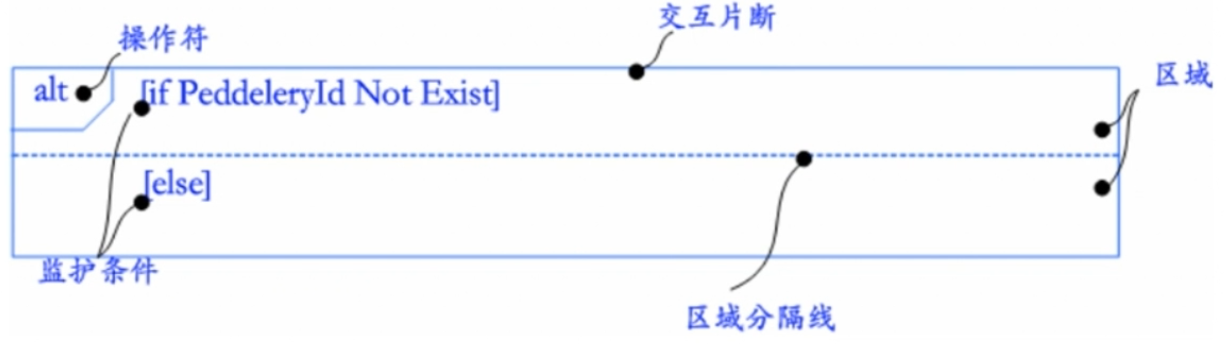 交互片断
操作符
区域
alt
[if PeddeleryId Not Exist]
[else]
监护条件
区域分隔线